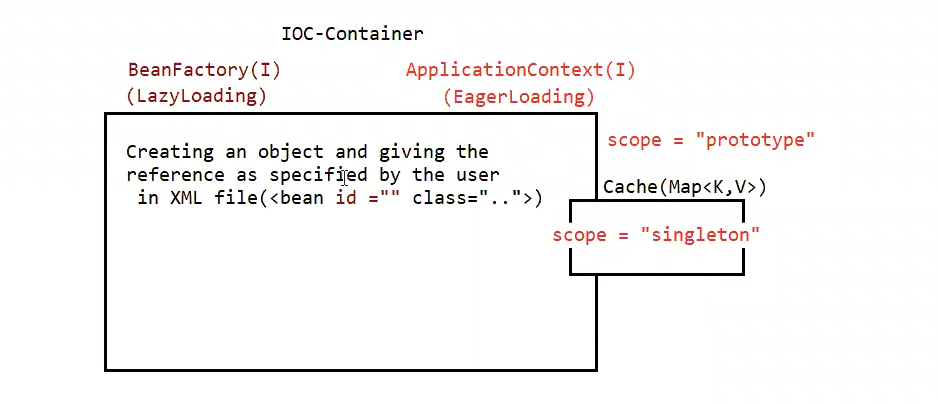 IOC-Container
BeanFactory(I)
(LazyLoading)
ApplicationContext(I)
(EagerLoading)
Creating an object and giving the
reference as specified by the user
in XML file(<bean id ="" class="..">)
scope = "prototype"
Cache(Map<K,V>)
scope = "singleton"